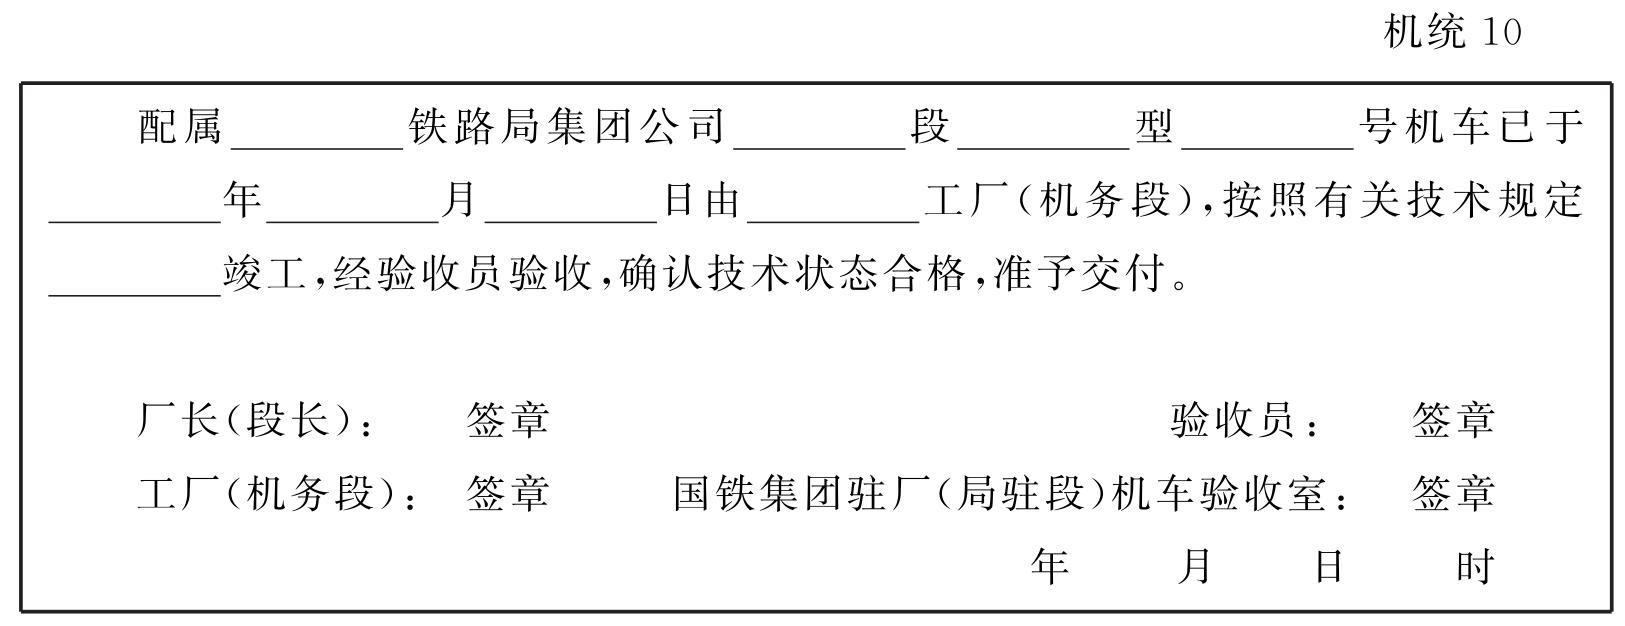 机统 10
配属________铁路局集团公司________段________型________号机车已于
________年________月________日由________工厂(机务段),按照有关技术规定
________竣工,经验收员验收,确认技术状态合格,准予交付。
厂长(段长): 签章 验收员: 签章
工厂(机务段): 签章 国铁集团驻厂(局驻段)机车验收室: 签章
年 月 日 时